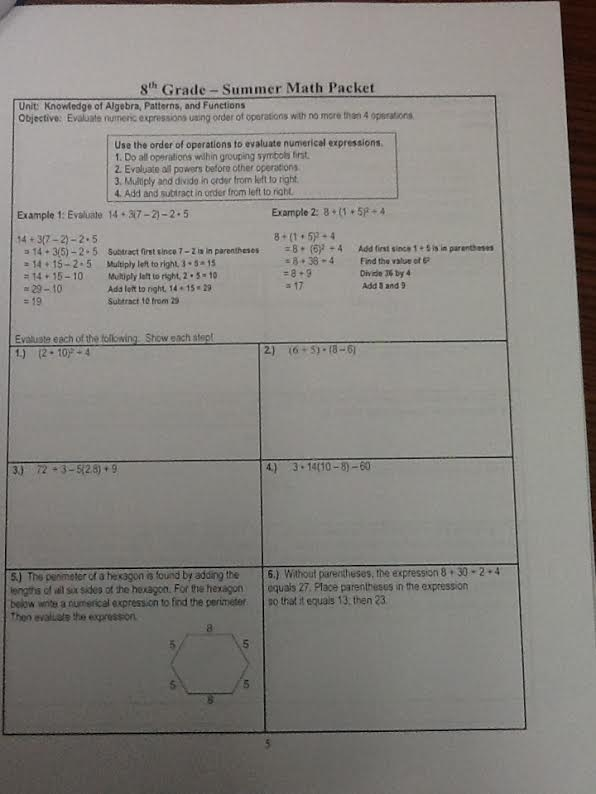 8th Grade – Summer Math Packet
Unit: Knowledge of Algebra, Patterns, and Functions
Objective: Evaluate numeric expressions using order of operations with no more than 4 operations.
Use the order of operations to evaluate numerical expressions.
1. Do all operations within grouping symbols first.
2. Evaluate all powers before other operations.
3. Multiply and divide in order from left to right.
4. Add and subtract in order from left to right.
Example 1: Evaluate 14 + 3(7 – 2) – 2 • 5
14 + 3(7 – 2) – 2 • 5
= 14 + 3(5) – 2 • 5 Subtract first since 7 – 2 is in parentheses
= 14 + 15 – 2 • 5 Multiply left to right, 3 • 5 = 15
= 14 + 15 – 10 Multiply left to right, 2 • 5 = 10
= 29 – 10 Add left to right, 14 + 15 = 29
= 19 Subtract 10 from 29
Example 2: 8 + (1 + 5)² ÷ 4
8 + (1 + 5)² ÷ 4
= 8 + (6)² ÷ 4 Add first since 1 + 5 is in parentheses
= 8 + 36 ÷ 4 Find the value of 6²
= 8 + 9 Divide 36 by 4
= 17 Add 8 and 9
Evaluate each of the following. Show each step!
1.) (2 + 10)² ÷ 4
2.) (6 + 5) • (8 – 6)
3.) 72 ÷ 3 – 5(2.8) + 9
4.) 3 • 14(10 – 8) – 60
5.) The perimeter of a hexagon is found by adding the
lengths of all six sides of the hexagon. For the hexagon
below write a numerical expression to find the perimeter.
Then evaluate the expression.
8
5 5
5 5
8
6.) Without parentheses, the expression 8 + 30 ÷ 2 + 4
equals 27. Place parentheses in the expression
so that it equals 13; then 23.
5